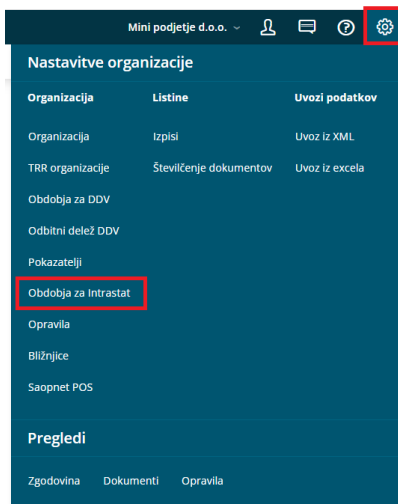 Mini podjetje d.o.o.
Nastavitve organizacije
Organizacija Listine Uvozi podatkov
Organizacija Izpisi Uvoz iz XML
TRR organizacije Številčenje dokumentov Uvoz iz excela
Obdobja za DDV
Odbitni delež DDV
Pokazatelji
Obdobja za Intrastat
Opravila
Bližnjice
Saopnet POS
Pregledi
Zgodovina Dokumenti Opravila